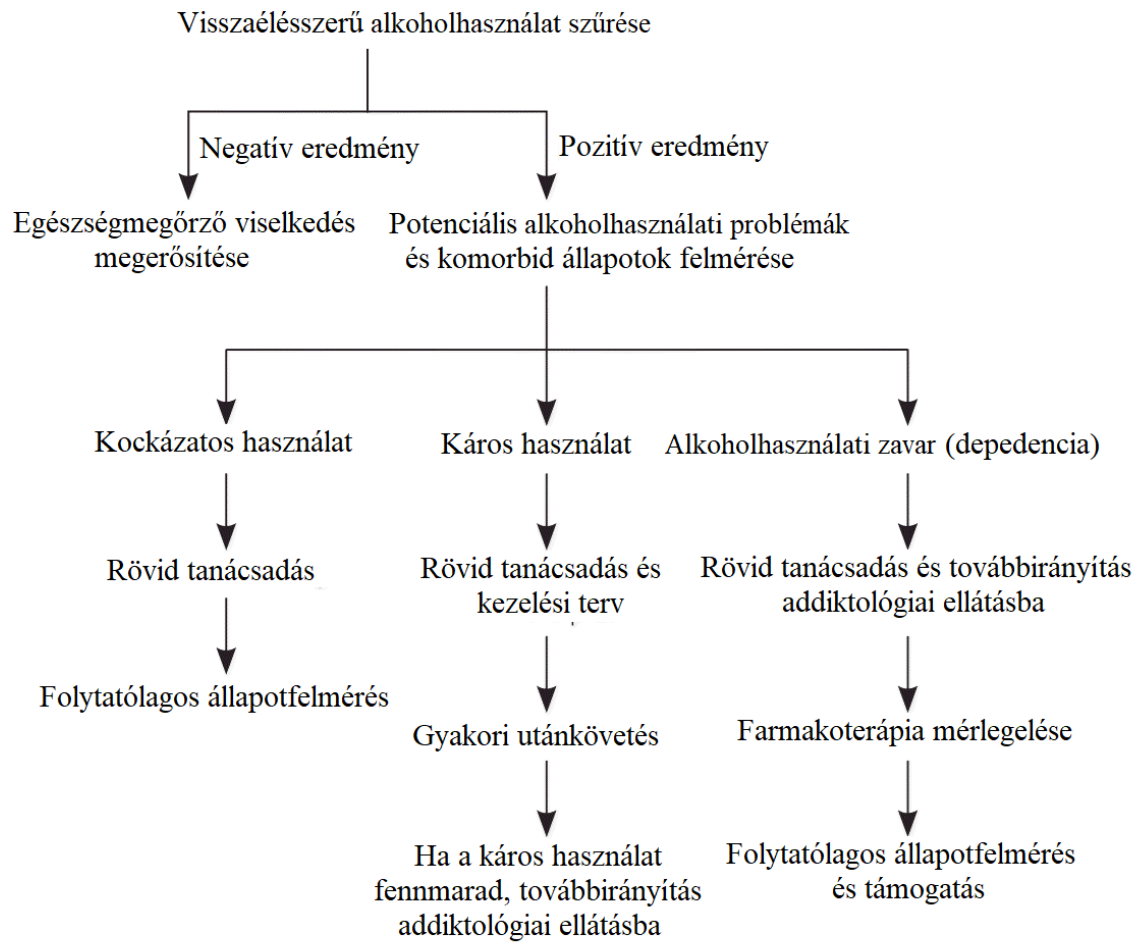 Visszaélésszerű alkoholhasználat szűrése
Negatív eredmény
Pozitív eredmény
Egészségmegőrző viselkedés
megerősítése
Potenciális alkoholhasználati problémák
és komorbid állapotok felmérése
Kockázatos használat
Káros használat
Alkoholhasználati zavar (depedencia)
Rövid tanácsadás
Rövid tanácsadás és
kezelési terv
Rövid tanácsadás és továbbirányítás
addiktológiai ellátásba
Folytatólagos állapotfelmérés
Gyakori utánkövetés
Farmakoterápia mérlegelése
Ha a káros használat
fennmarad, továbbirányítás
addiktológiai ellátásba
Folytatólagos állapotfelmérés
és támogatás